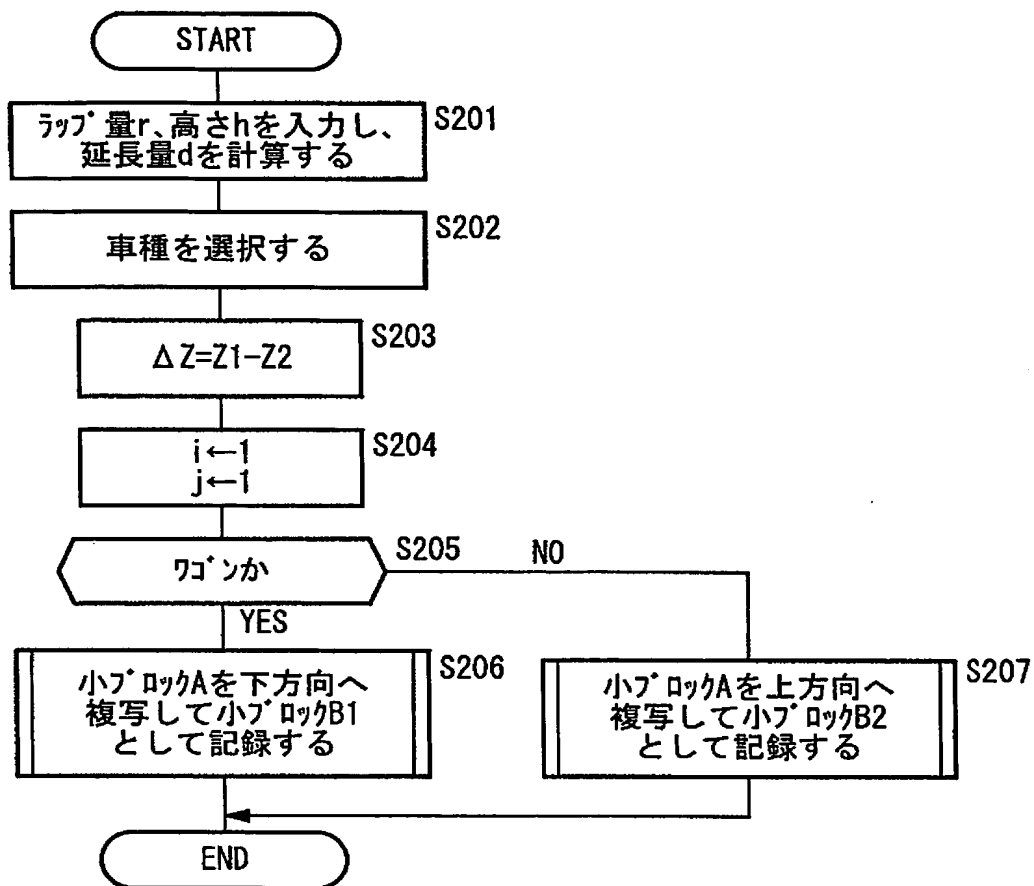 START
ﾗｯﾌﾟ量r、高さhを入力し、
延長量dを計算する
S201
車種を選択する
S202
ΔZ=Z1-Z2
S203
i←1
j←1
S204
ﾜｺﾞﾝか
S205
NO
YES
小ﾌﾞﾛｯｸAを下方向へ
複写して小ﾌﾞﾛｯｸB1
として記録する
S206
小ﾌﾞﾛｯｸAを上方向へ
複写して小ﾌﾞﾛｯｸB2
として記録する
S207
END